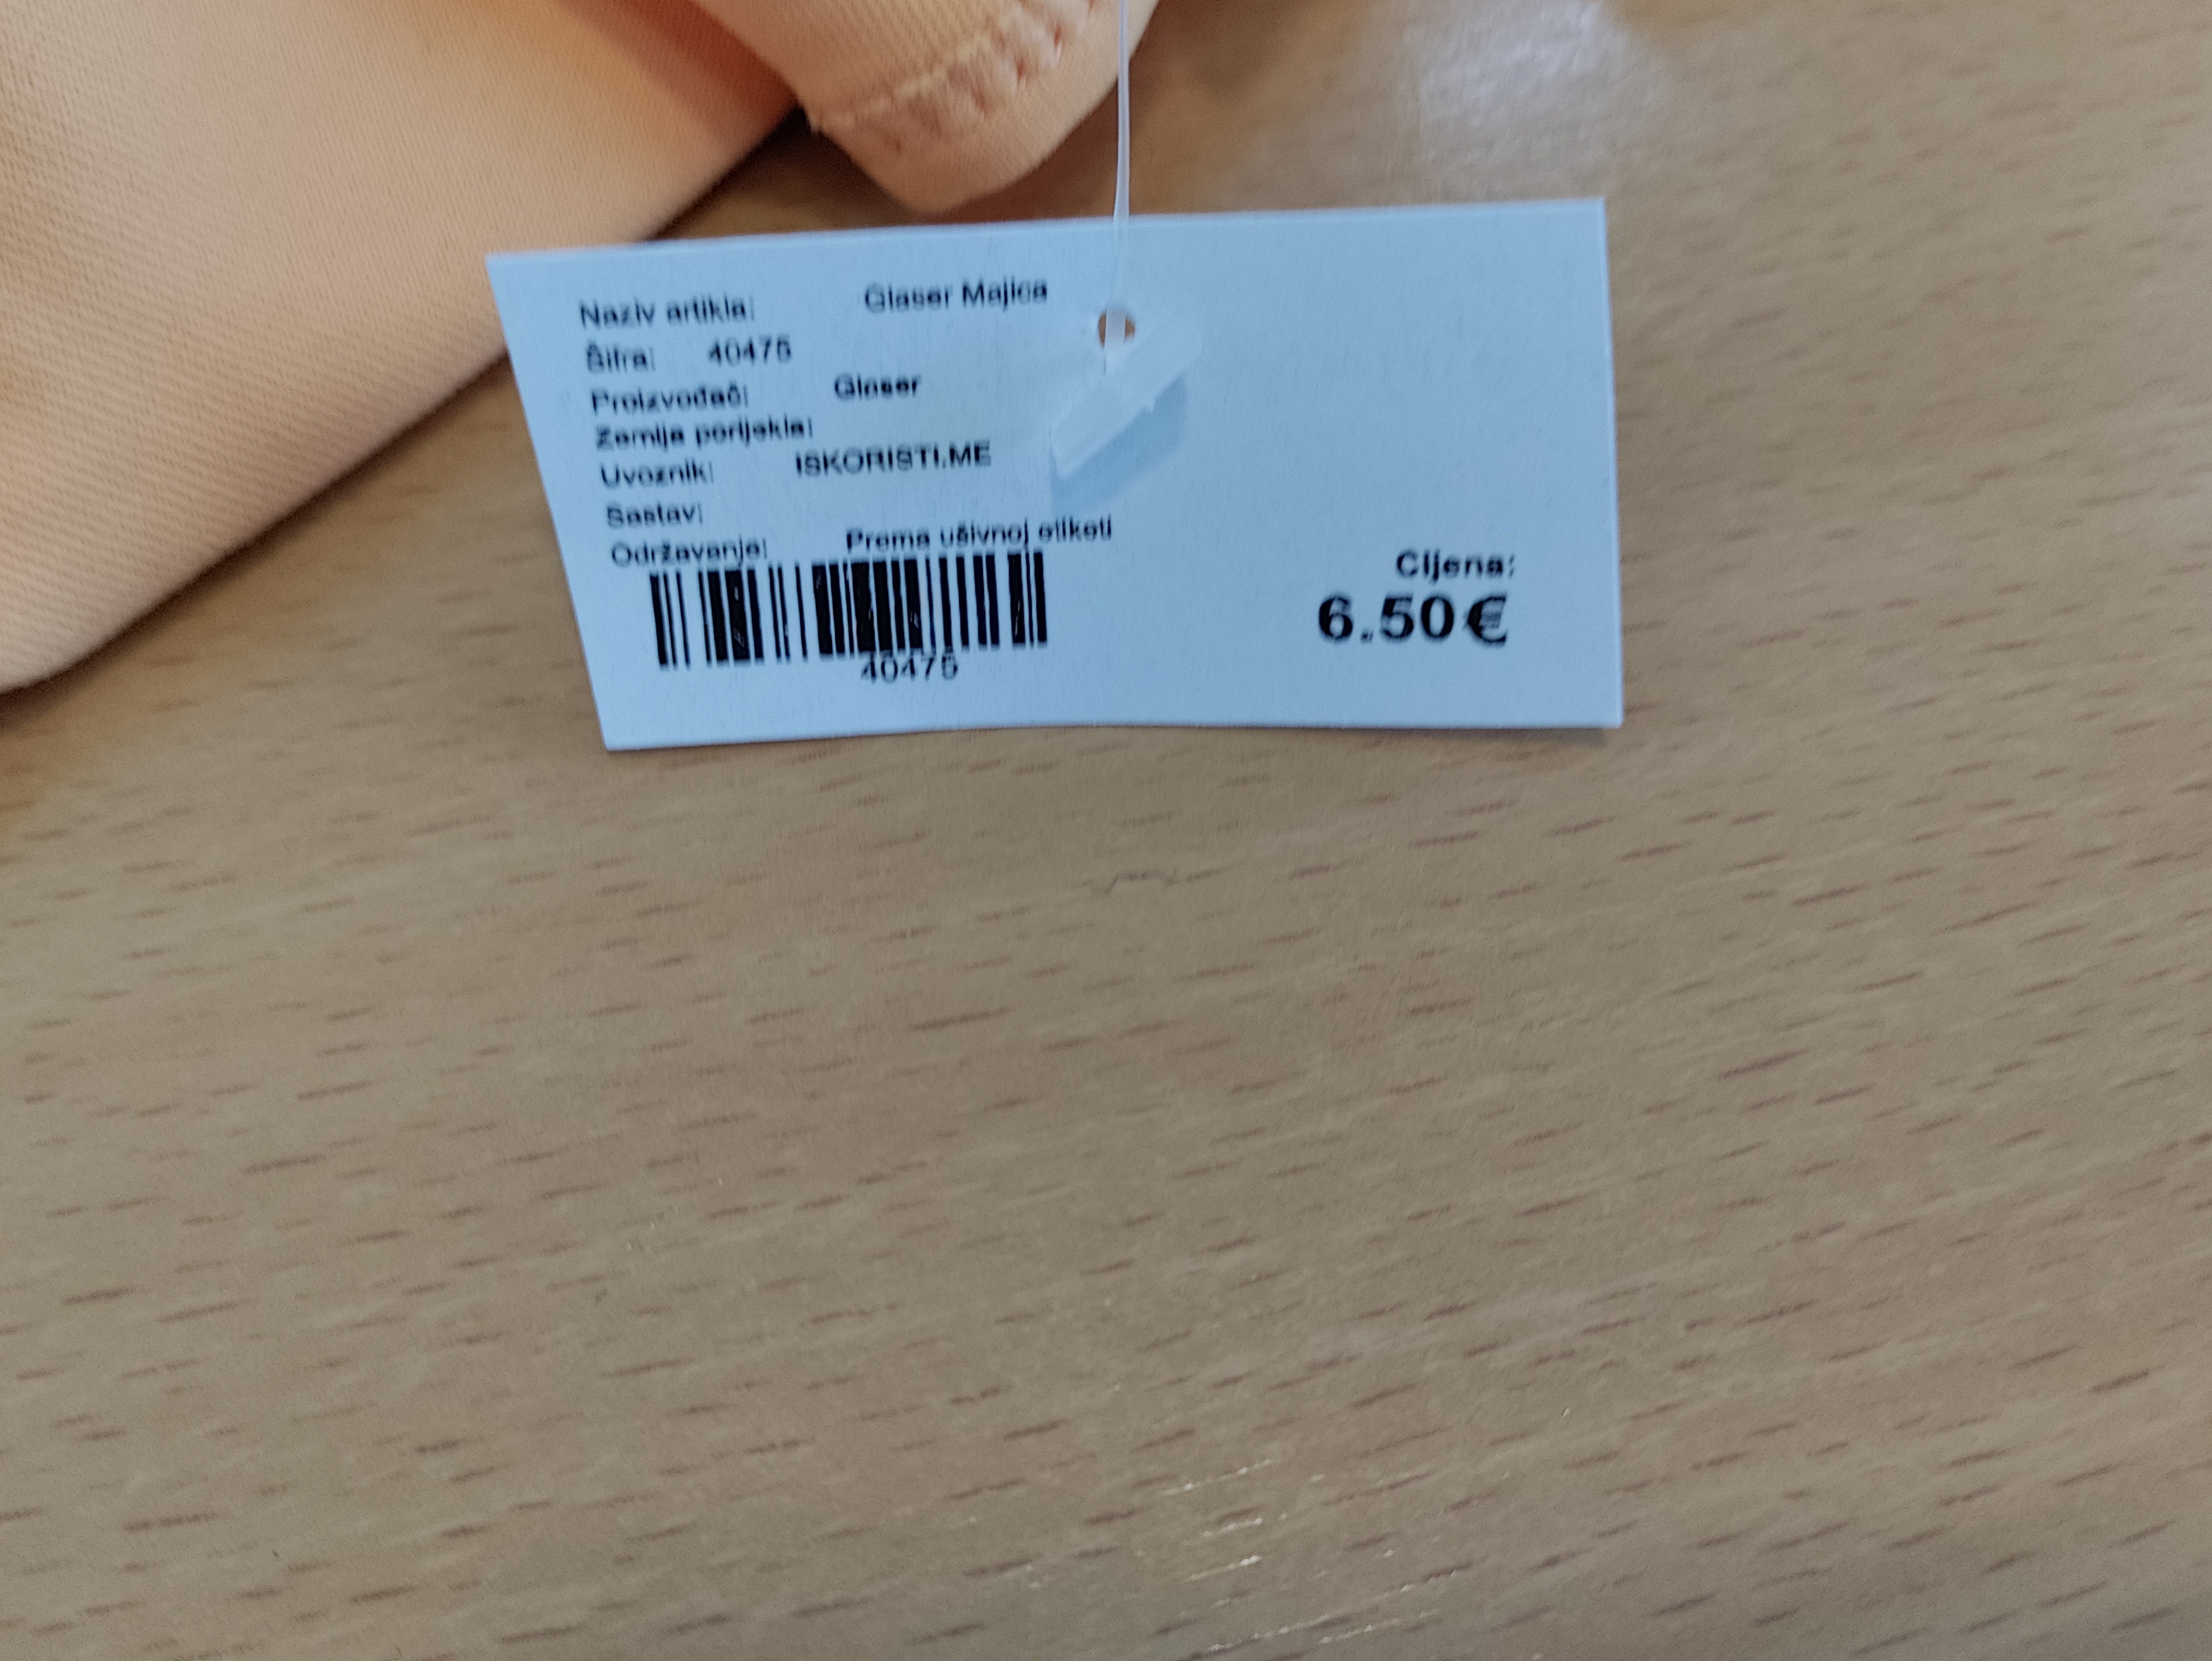 Naziv artikla: Glaser Majica
Šifra: 40475
Proizvođač: Glaser
Zemlja porijekla:
Uvoznik: ISKORISTI.ME
Sastav:
Održavanje: Prema ušivnoj etiketi
40475
Cijena:
6.50€